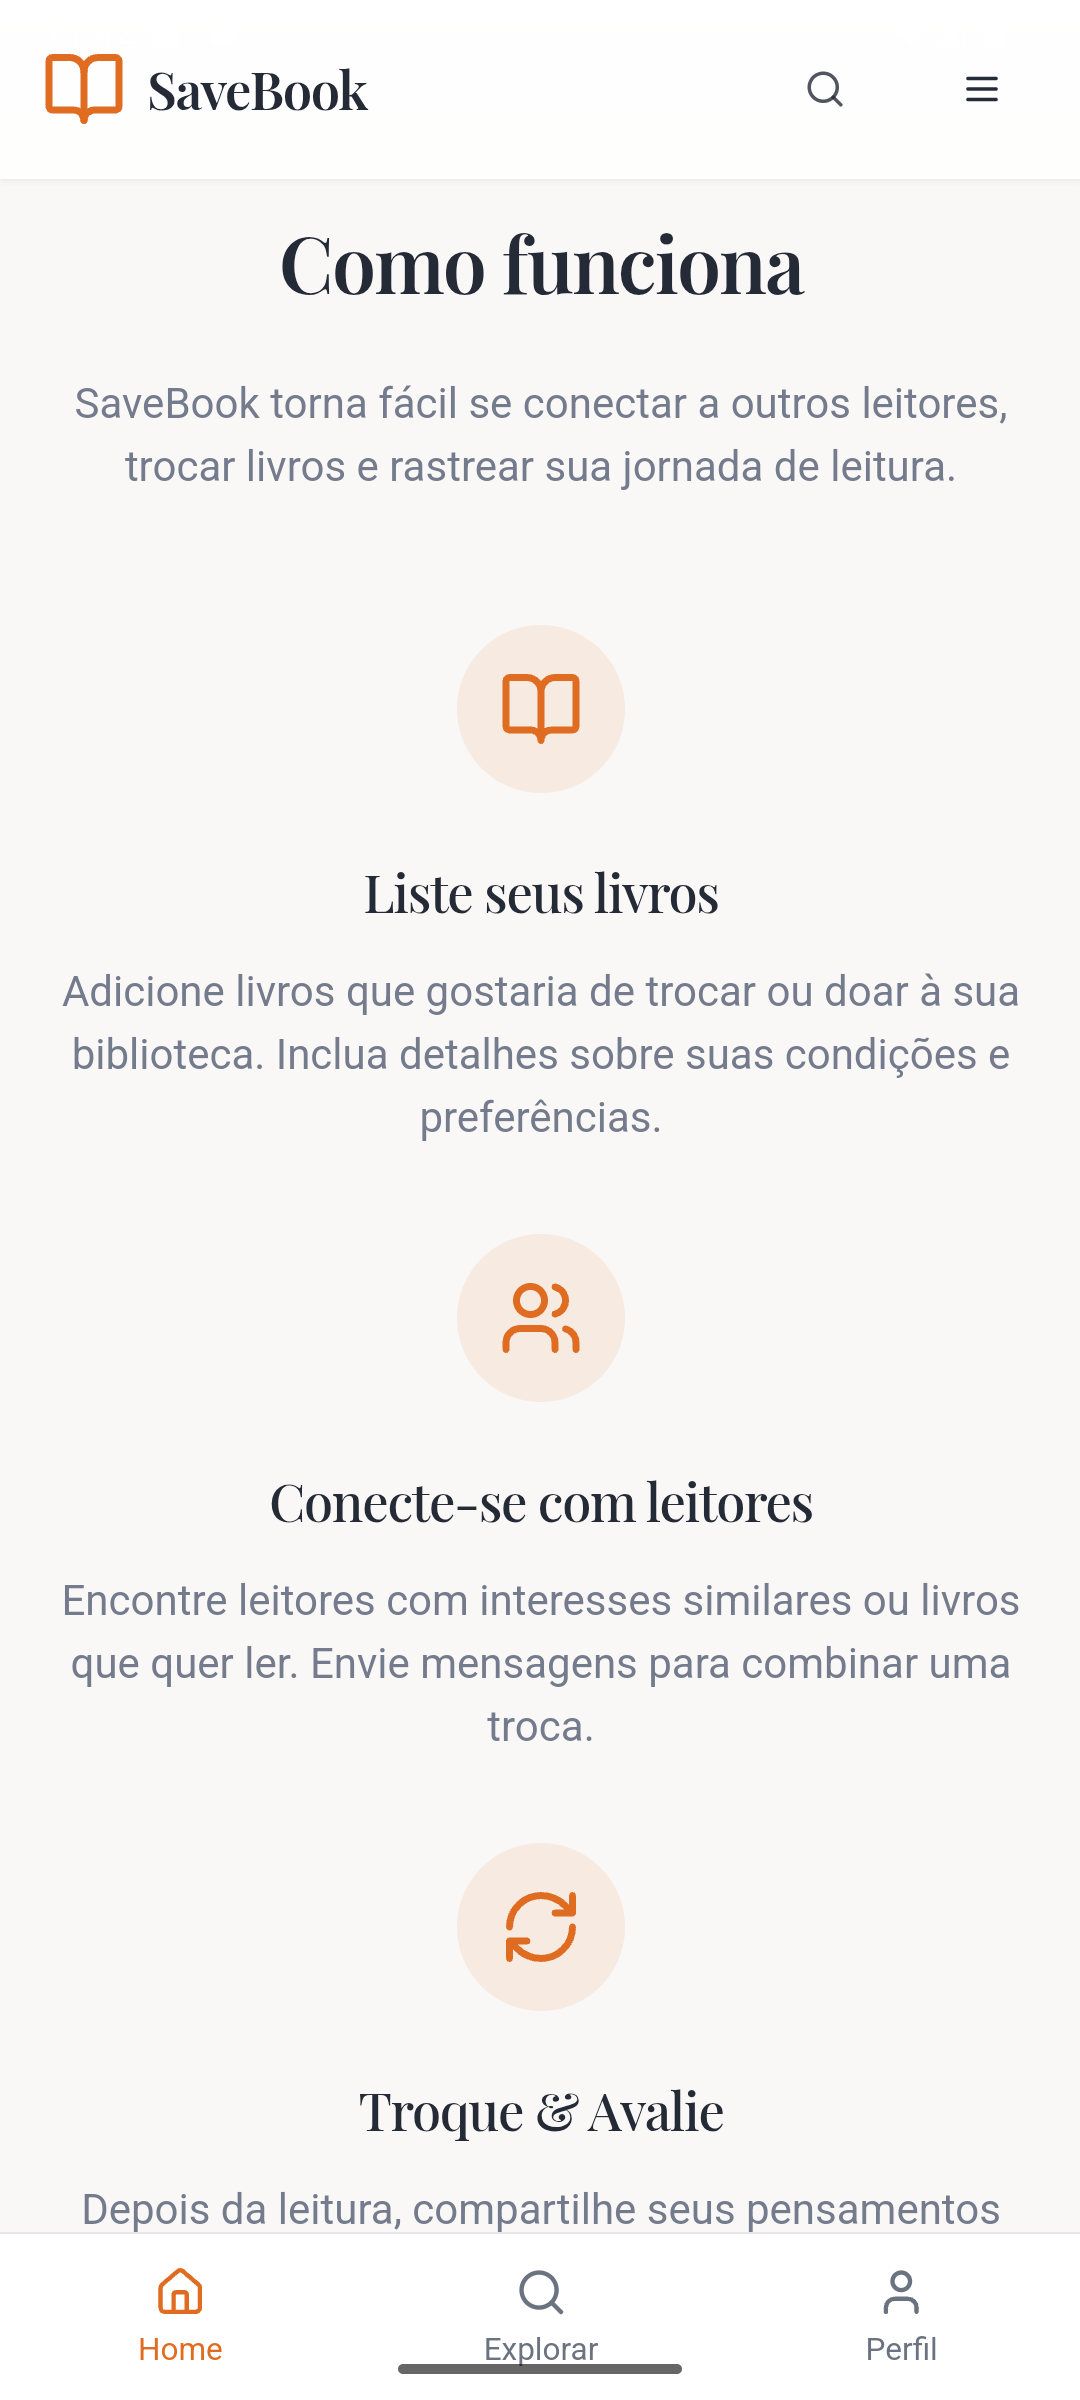 SaveBook
Como funciona
SaveBook torna fácil se conectar a outros leitores,
trocar livros e rastrear sua jornada de leitura.
Liste seus livros
Adicione livros que gostaria de trocar ou doar à sua
biblioteca. Inclua detalhes sobre suas condições e
preferências.
Conecte-se com leitores
Encontre leitores com interesses similares ou livros
que quer ler. Envie mensagens para combinar uma
troca.
Troque & Avalie
Depois da leitura, compartilhe seus pensamentos
Home
Explorar
Perfil